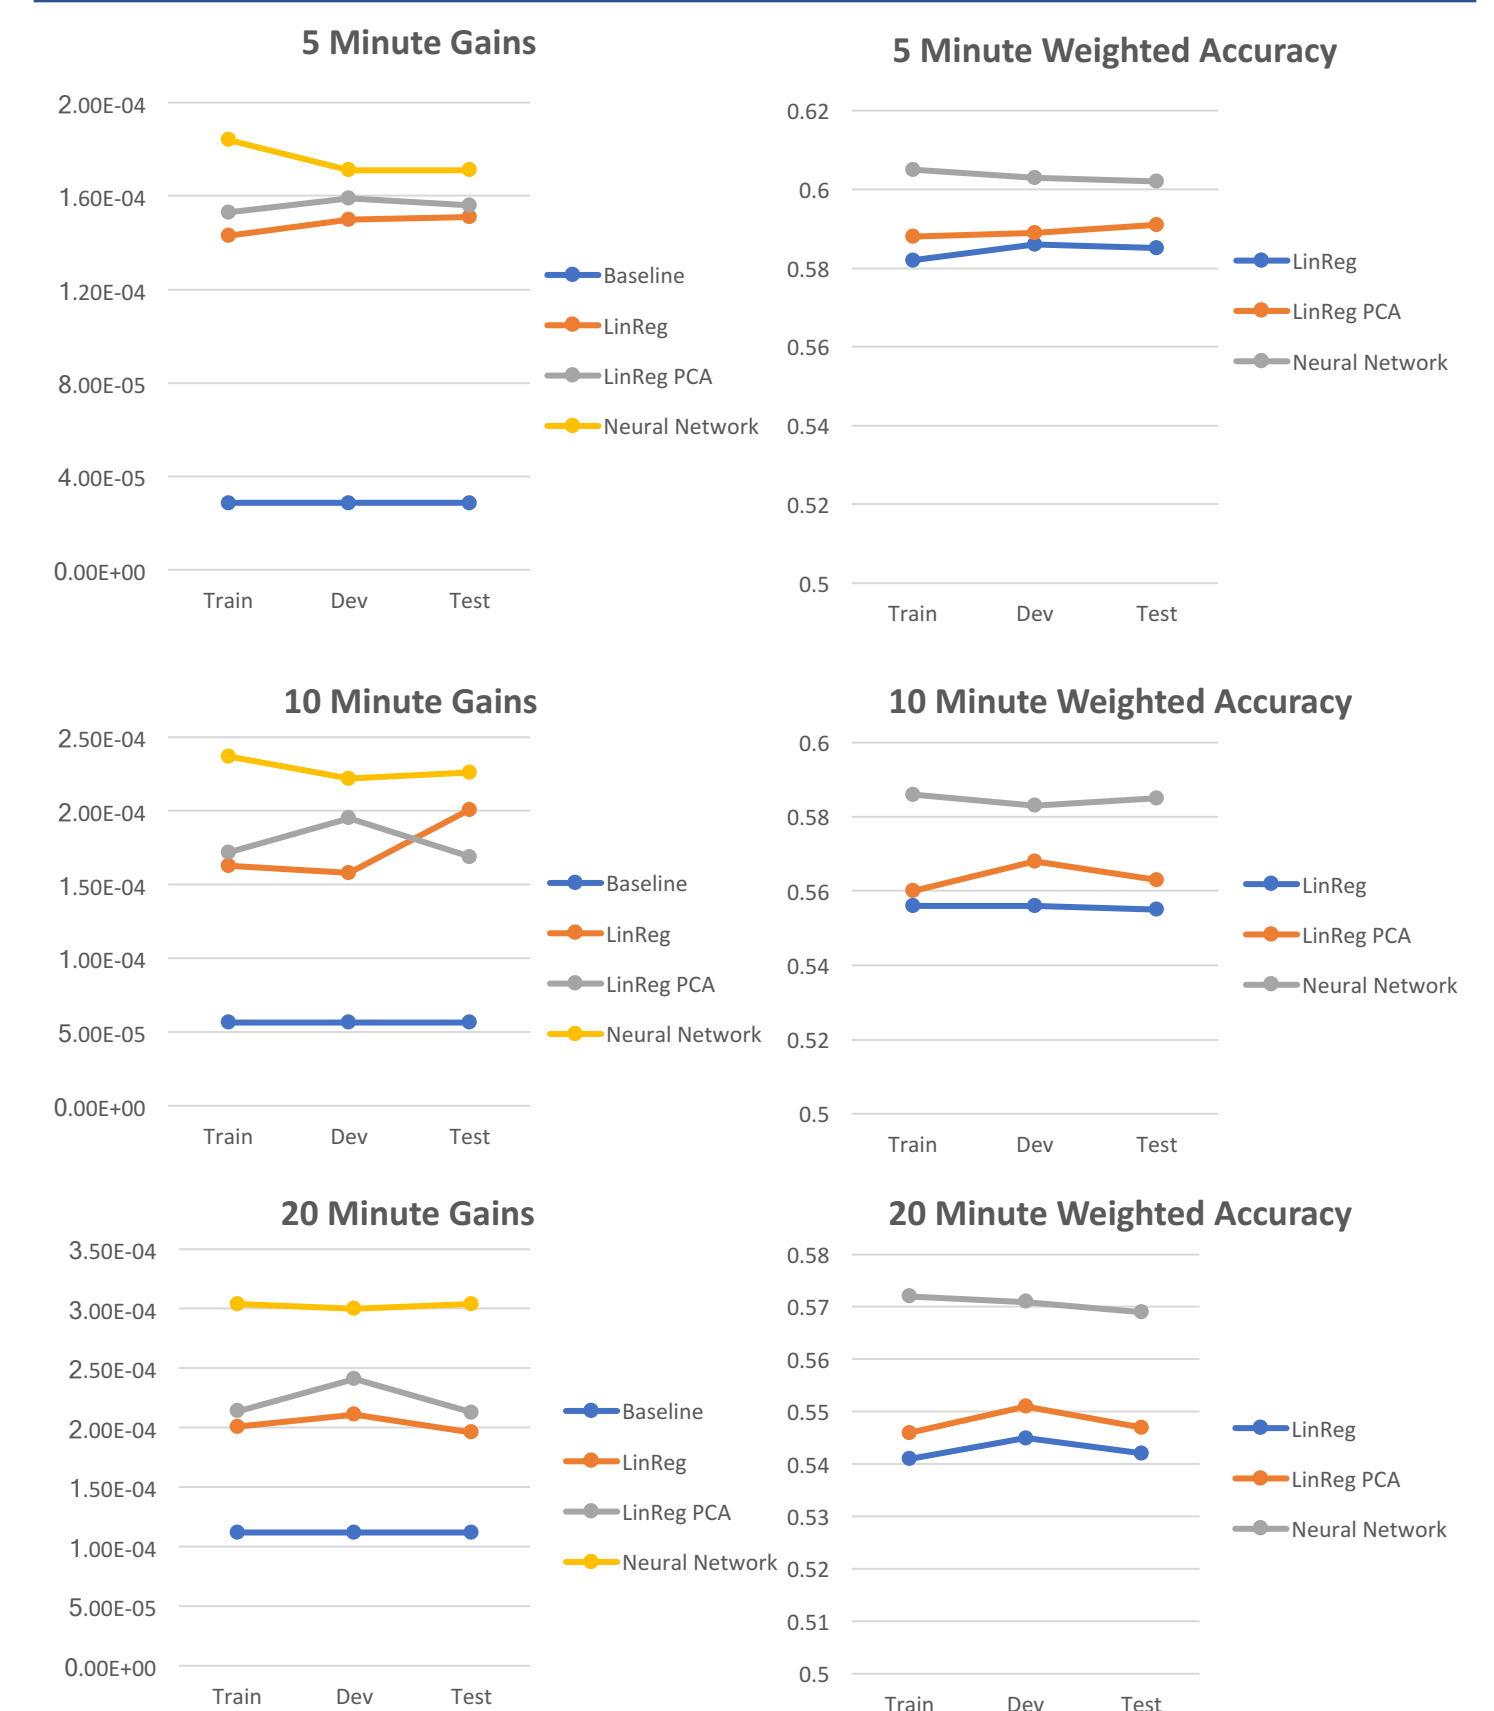 5 Minute Gains
2.00E-04
1.60E-04
1.20E-04
8.00E-05
4.00E-05
0.00E+00
Train Dev Test
Baseline
LinReg
LinReg PCA
Neural Network
5 Minute Weighted Accuracy
0.62
0.6
0.58
0.56
0.54
0.52
0.5
Train Dev Test
LinReg
LinReg PCA
Neural Network
10 Minute Gains
2.50E-04
2.00E-04
1.50E-04
1.00E-04
5.00E-05
0.00E+00
Train Dev Test
Baseline
LinReg
LinReg PCA
Neural Network
10 Minute Weighted Accuracy
0.6
0.58
0.56
0.54
0.52
0.5
Train Dev Test
LinReg
LinReg PCA
Neural Network
20 Minute Gains
3.50E-04
3.00E-04
2.50E-04
2.00E-04
1.50E-04
1.00E-04
5.00E-05
0.00E+00
Train Dev Test
Baseline
LinReg
LinReg PCA
Neural Network
20 Minute Weighted Accuracy
0.58
0.57
0.56
0.55
0.54
0.53
0.52
0.51
0.5
Train Dev Test
LinReg
LinReg PCA
Neural Network